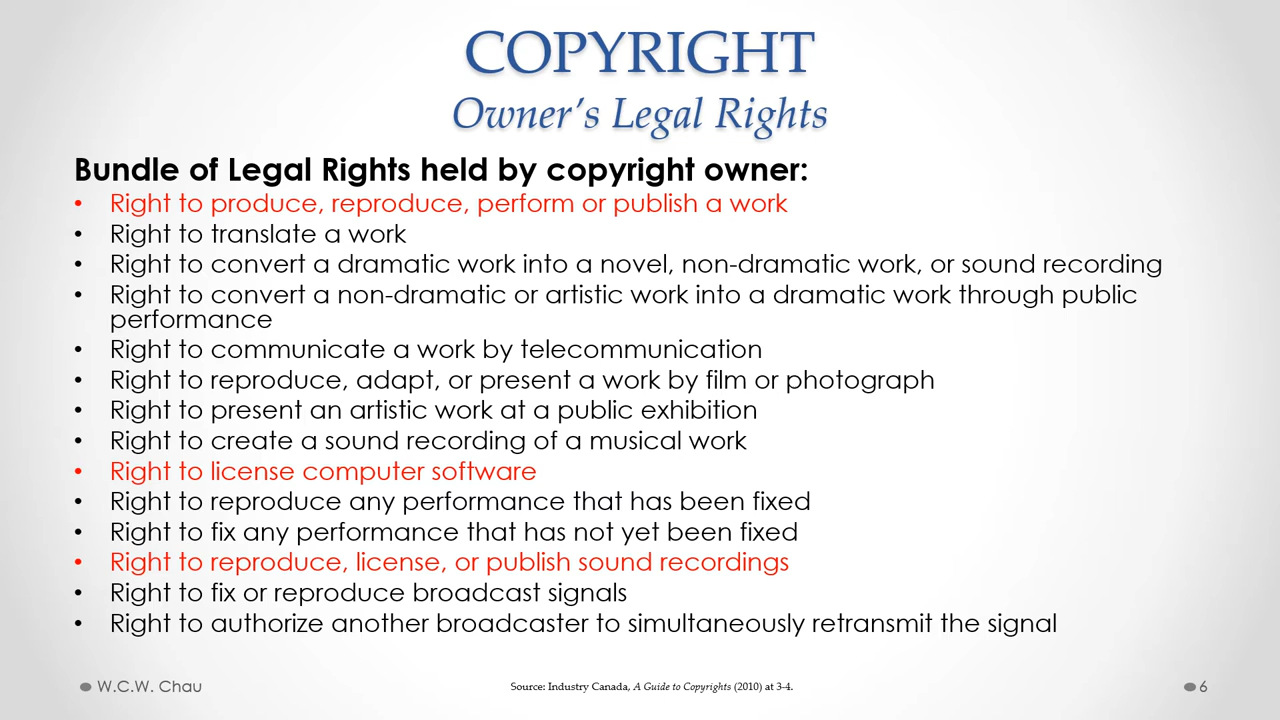 COPYRIGHT
Owner's Legal Rights
Bundle of Legal Rights held by copyright owner:
• Right to produce, reproduce, perform or publish a work
• Right to translate a work
• Right to convert a dramatic work into a novel, non-dramatic work, or sound recording
• Right to convert a non-dramatic or artistic work into a dramatic work through public
performance
• Right to communicate a work by telecommunication
• Right to reproduce, adapt, or present a work by film or photograph
• Right to present an artistic work at a public exhibition
• Right to create a sound recording of a musical work
• Right to license computer software
• Right to reproduce any performance that has been fixed
• Right to fix any performance that has not yet been fixed
• Right to reproduce, license, or publish sound recordings
• Right to fix or reproduce broadcast signals
• Right to authorize another broadcaster to simultaneously retransmit the signal
W.C.W. Chau
Source: Industry Canada, A Guide to Copyrights (2010) at 3-4.
6